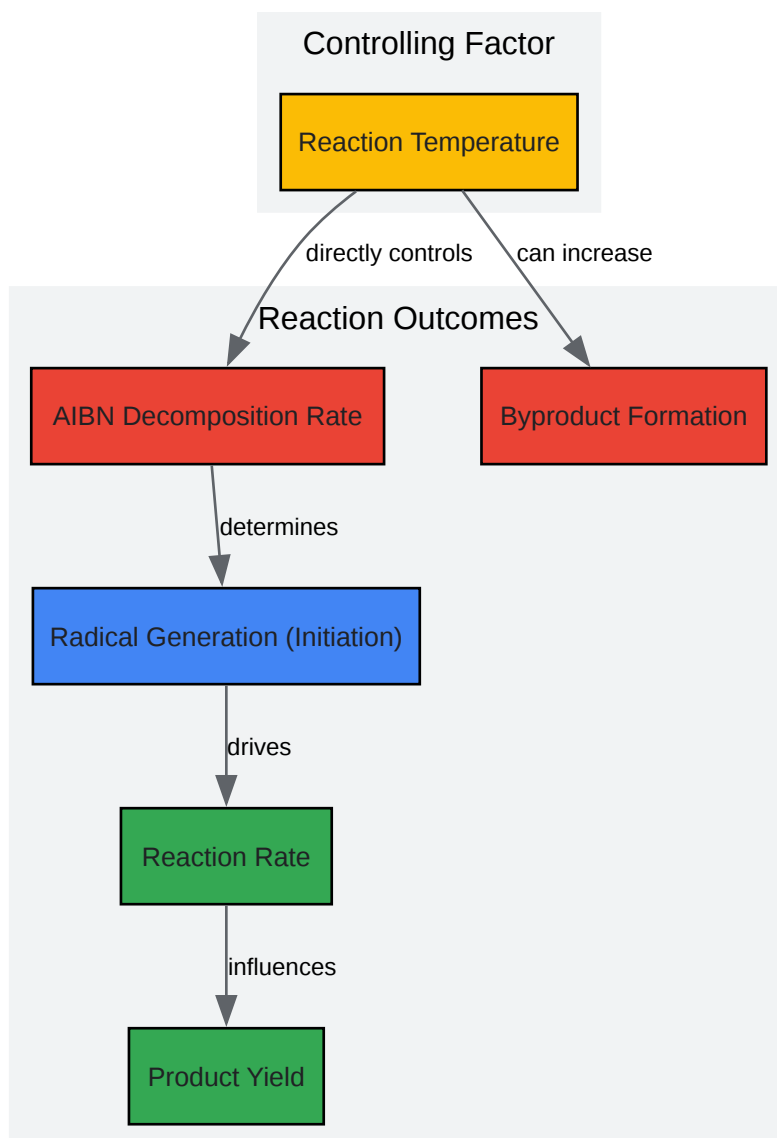 Controlling Factor
Reaction Temperature
directly controls
can increase
Reaction Outcomes
AIBN Decomposition Rate
Byproduct Formation
determines
Radical Generation (Initiation)
drives
Reaction Rate
influences
Product Yield